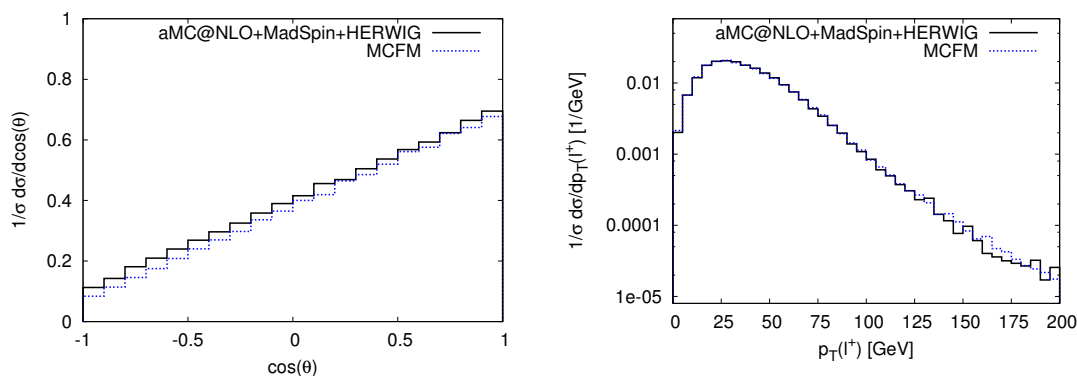 aMC@NLO+MadSpin+HERWIG
MCFM
1/σ dσ/dcos(θ)
1
0.8
0.6
0.4
0.2
0
-1
-0.5
0
0.5
1
cos(θ)
aMC@NLO+MadSpin+HERWIG
MCFM
1/σ dσ/dp_T(l⁺) [1/GeV]
0.01
0.001
0.0001
1e-05
0
25
50
75
100
125
150
175
200
p_T(l⁺) [GeV]